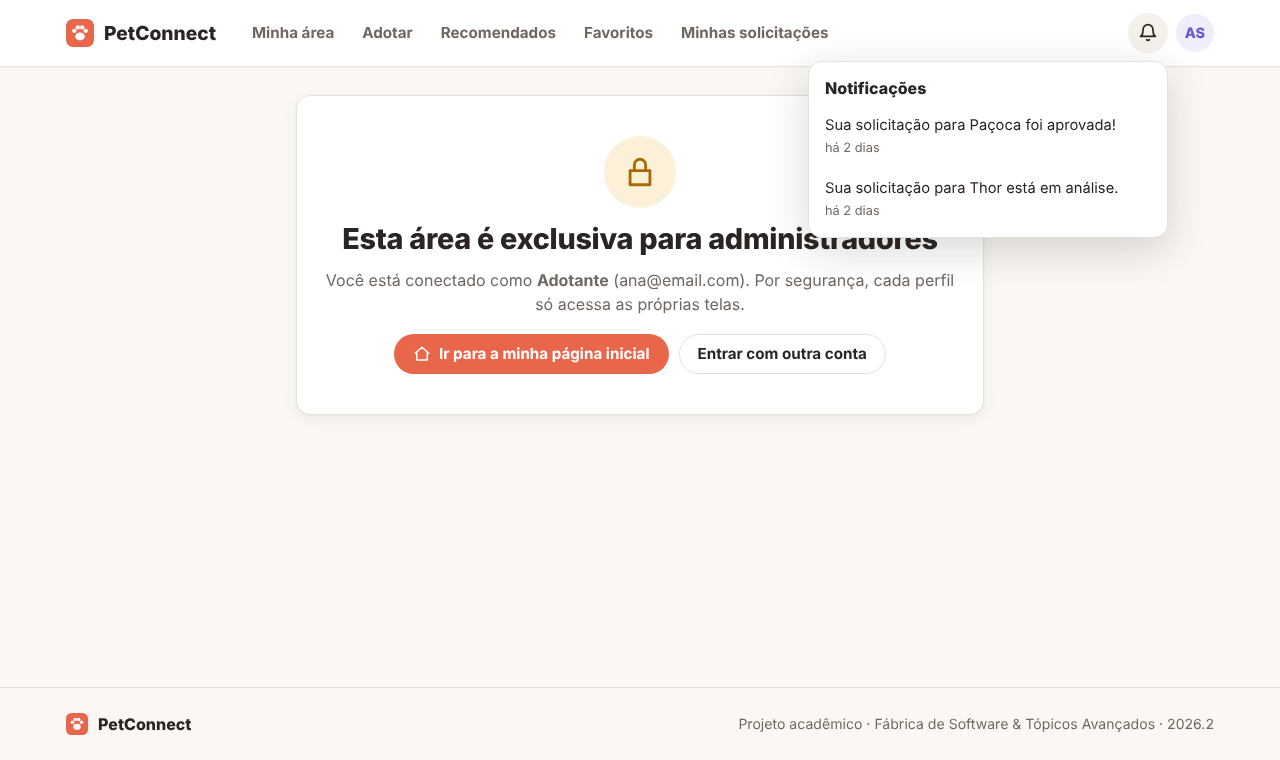 PetConnect
Minha área
Adotar
Recomendados
Favoritos
Minhas solicitações
AS
Notificações
Sua solicitação para Paçoca foi aprovada!
há 2 dias
Sua solicitação para Thor está em análise.
há 2 dias
Esta área é exclusiva para administradores
Você está conectado como Adotante (ana@email.com). Por segurança, cada perfil
só acessa as próprias telas.
Ir para a minha página inicial
Entrar com outra conta
PetConnect
Projeto acadêmico · Fábrica de Software & Tópicos Avançados · 2026.2